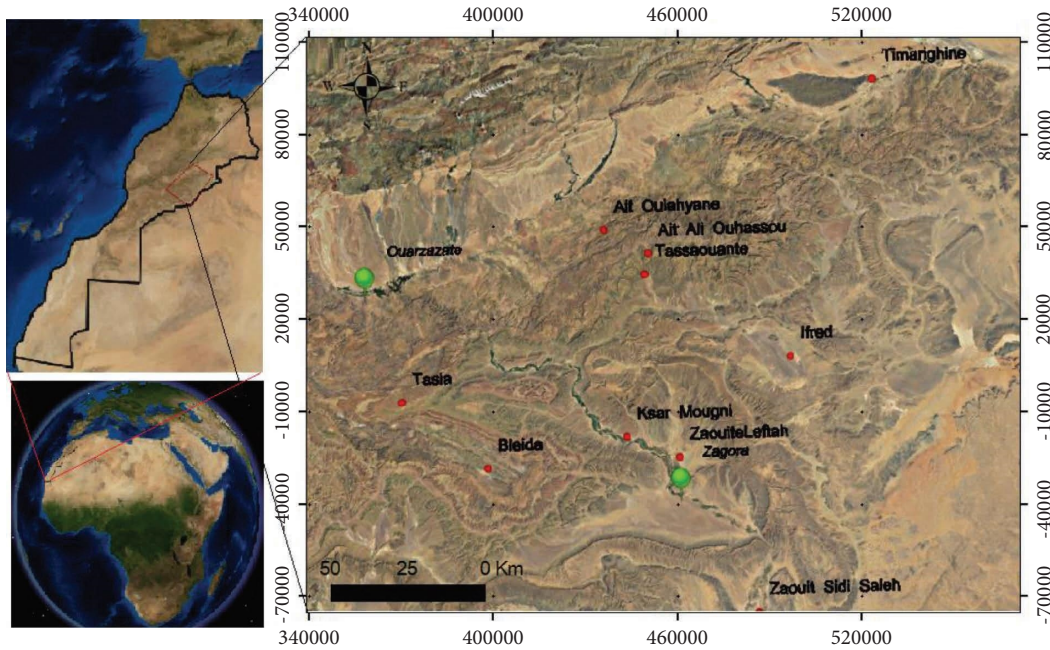 340000 400000 460000 520000
110000
80000
50000
20000
-10000
-40000
-70000
N
W E
Timarghine
Ait Oulahyane
Ait Ali Ouhassou
Tassaouante
Ouarzazate
Ifred
Tasla
Ksar Mougni
ZaouiteLeftah
Zagora
Bleida
Zaouit Sidi Saleh
50 25 0 Km
110000
80000
50000
20000
-10000
-40000
-70000
340000 400000 460000 520000